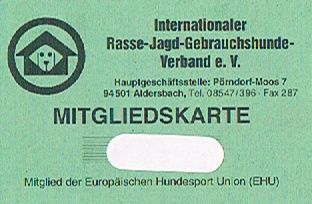 Internationaler
Rasse-Jagd-Gebrauchshunde-
Verband e. V.
Hauptgeschäftsstelle: Pörndorf-Moos 7
94501 Aldersbach, Tel. 08547/396 · Fax 287
MITGLIEDSKARTE
Mitglied der Europäischen Hundesport Union (EHU)